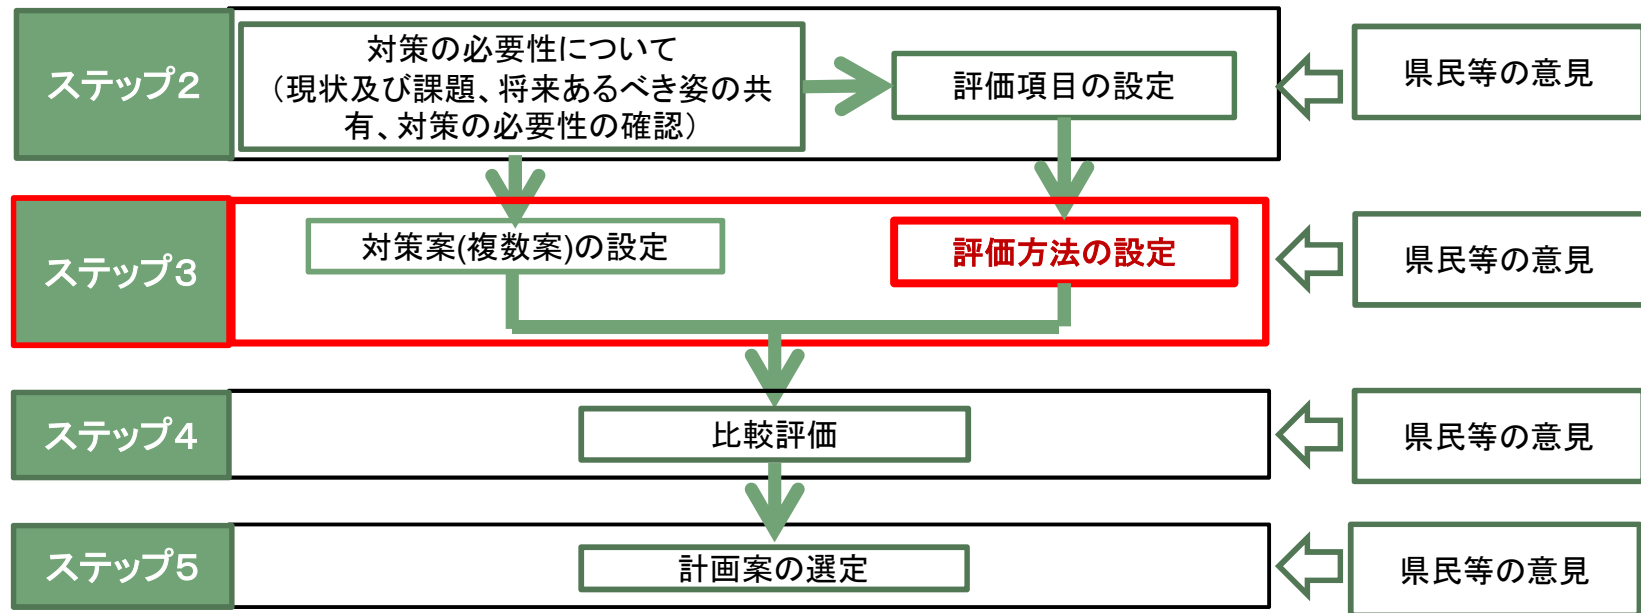 ステップ2
対策の必要性について
（現状及び課題、将来あるべき姿の共
有、対策の必要性の確認）
評価項目の設定
県民等の意見
ステップ3
対策案(複数案)の設定
評価方法の設定
県民等の意見
ステップ4
比較評価
県民等の意見
ステップ5
計画案の選定
県民等の意見